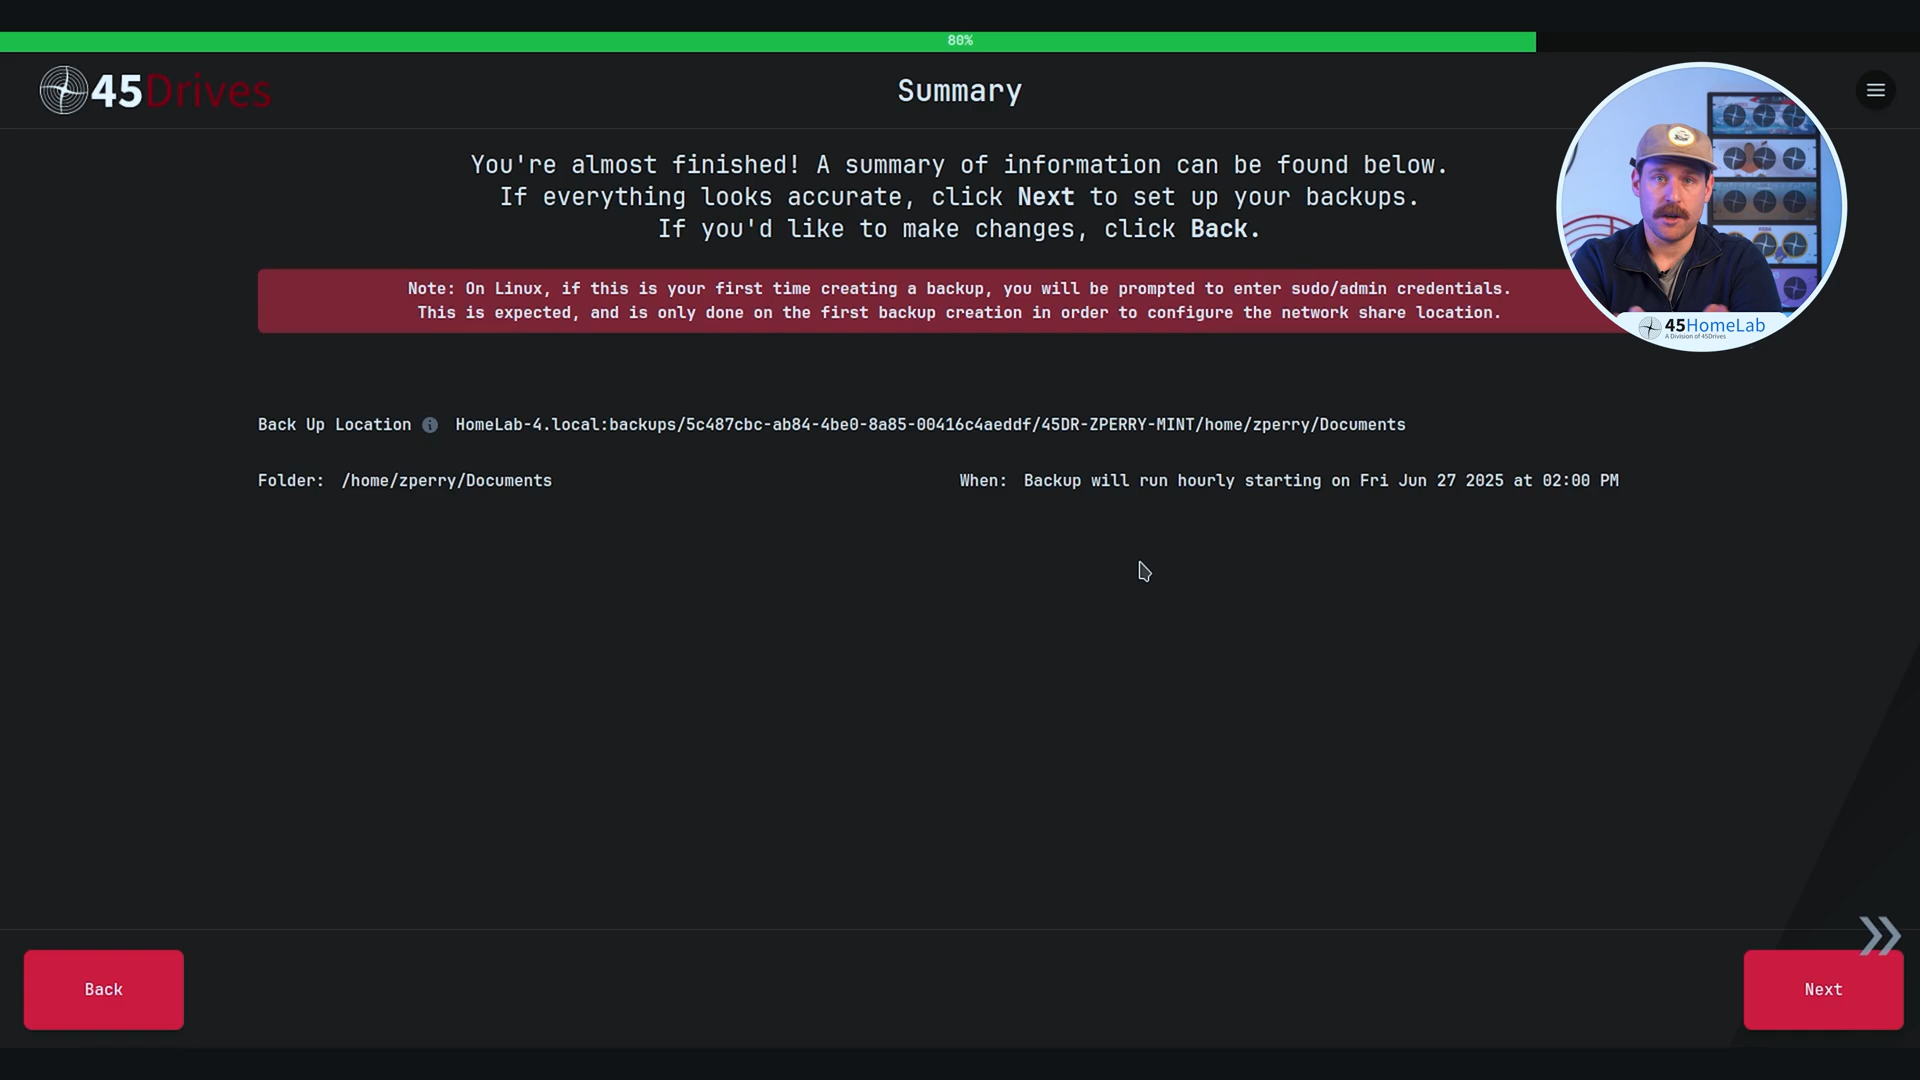 80%
45Drives
Summary
You're almost finished! A summary of information can be found below.
If everything looks accurate, click Next to set up your backups.
If you'd like to make changes, click Back.
Note: On Linux, if this is your first time creating a backup, you will be prompted to enter sudo/admin credentials.
This is expected, and is only done on the first backup creation in order to configure the network share location.
45HomeLab
A Division of 45Drives
Back Up Location HomeLab-4.local:backups/5c487cbc-ab84-4be0-8a85-00416c4aeddf/45DR-ZPERRY-MINT/home/zperry/Documents
Folder: /home/zperry/Documents
When: Backup will run hourly starting on Fri Jun 27 2025 at 02:00 PM
Back
Next